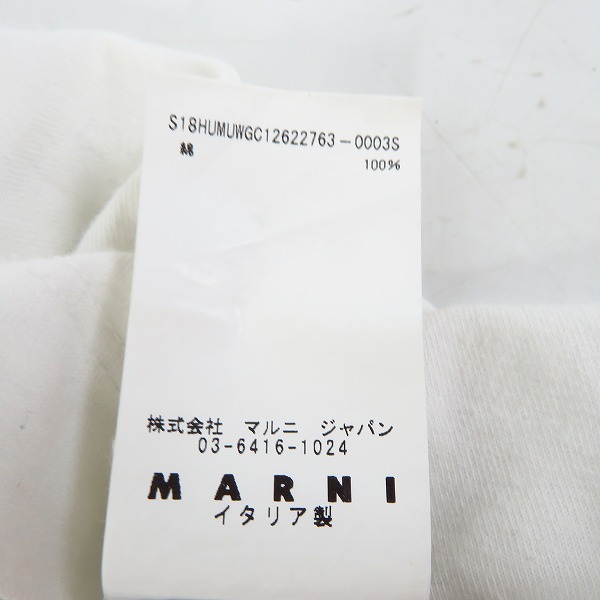 S18HUMUWGC12622763-0003S
綿 100%
株式会社 マルニ ジャパン
03-6416-1024
MARNI
イタリア製